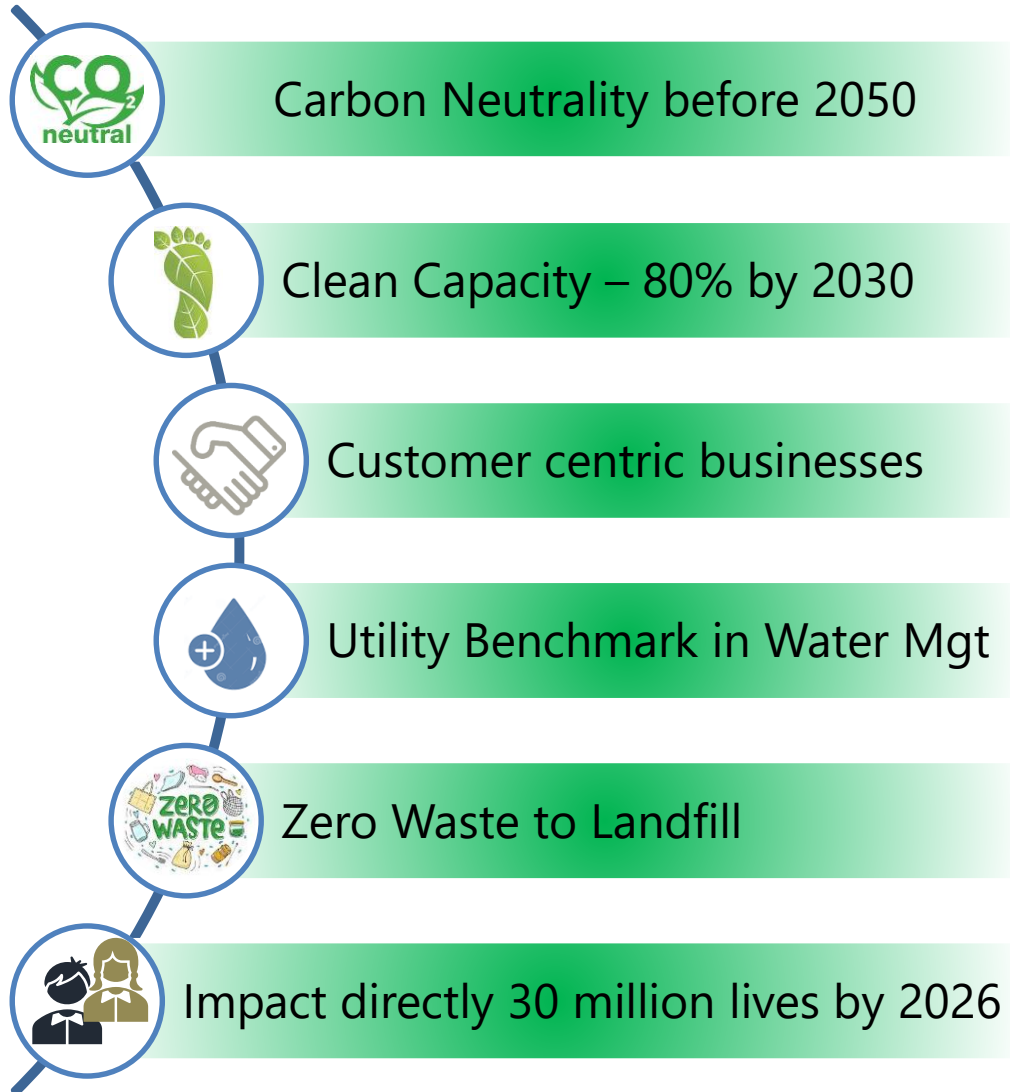 CO2
neutral
Carbon Neutrality before 2050
Clean Capacity – 80% by 2030
Customer centric businesses
Utility Benchmark in Water Mgt
ZERO
WASTE
Zero Waste to Landfill
Impact directly 30 million lives by 2026